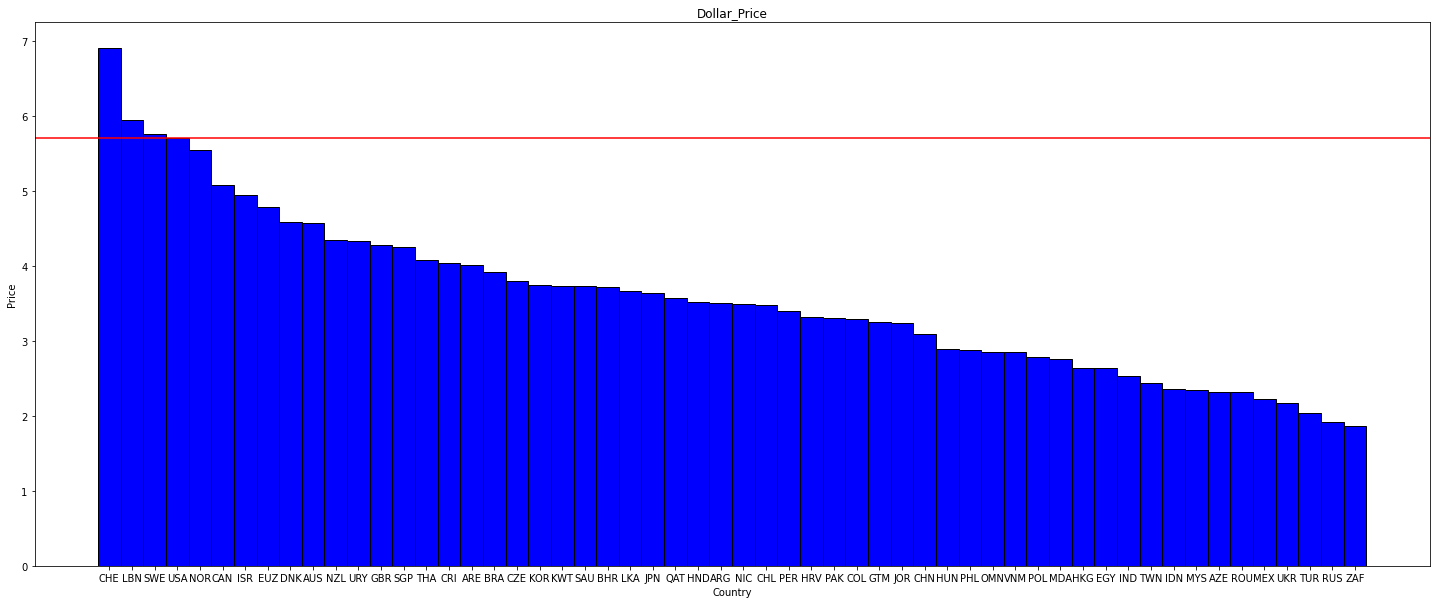 Dollar_Price
7
6
5
4
3
2
1
0
Price
CHE LBN SWE USA NOR CAN ISR EUZ DNK AUS NZL URY GBR SGP THA CRI ARE BRA CZE KOR KWT SAU BHR LKA JPN QAT HND ARG NIC CHL PER HRV PAK COL GTM JOR CHN HUN PHL OMN VNM POL MDA HKG EGY IND TWN IDN MYS AZE ROU MEX UKR TUR RUS ZAF
Country